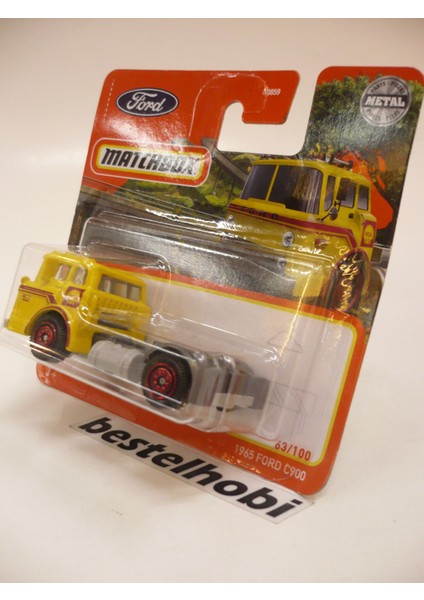 Ford
MATCHBOX
METAL
63/100
1965 FORD C900
bestelhobi